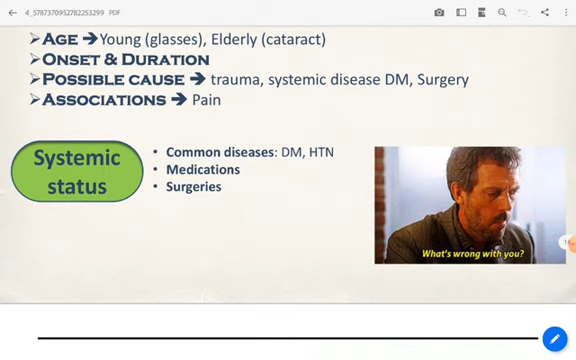 4_5787370952782253299
PDF
➢ AGE ➔ Young (glasses), Elderly (cataract)
➢ ONSET & DURATION
➢ POSSIBLE CAUSE ➔ trauma, systemic disease DM, Surgery
➢ ASSOCIATIONS ➔ Pain
Systemic
status
• Common diseases: DM, HTN
• Medications
• Surgeries
What's wrong with you?